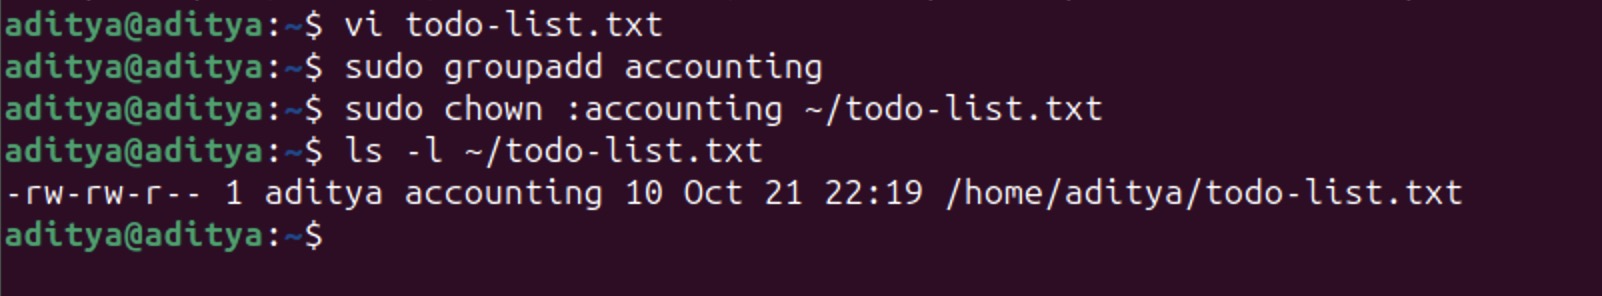 aditya@aditya:~$ vi todo-list.txt
aditya@aditya:~$ sudo groupadd accounting
aditya@aditya:~$ sudo chown :accounting ~/todo-list.txt
aditya@aditya:~$ ls -l ~/todo-list.txt
-rw-rw-r-- 1 aditya accounting 10 Oct 21 22:19 /home/aditya/todo-list.txt
aditya@aditya:~$